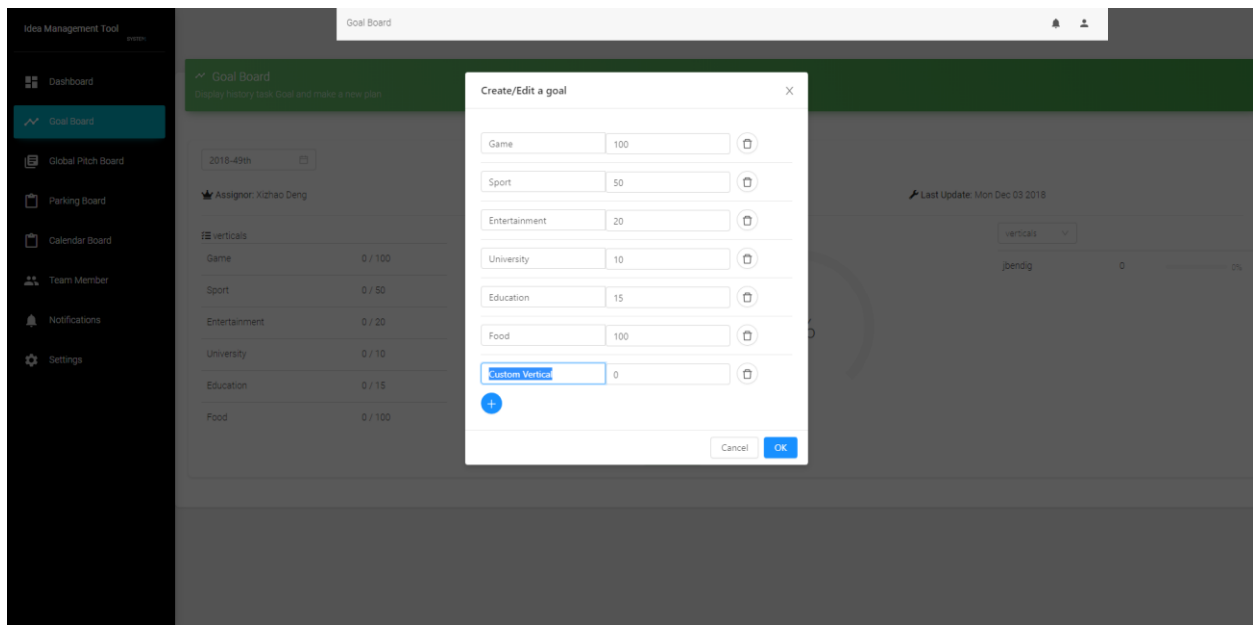 Idea Management Tool
SYSTEM
Goal Board
Dashboard
Goal Board
Global Pitch Board
Parking Board
Calendar Board
Team Member
Notifications
Settings
Goal Board
Display history task Goal and make a new plan
2018-49th
Assignor: Xizhao Deng
Last Update: Mon Dec 03 2018
verticals
Game 0 / 100
Sport 0 / 50
Entertainment 0 / 20
University 0 / 10
Education 0 / 15
Food 0 / 100
verticals
jbendig 0 0%
%
Create/Edit a goal
Game 100
Sport 50
Entertainment 20
University 10
Education 15
Food 100
Custom Vertical 0
Cancel OK